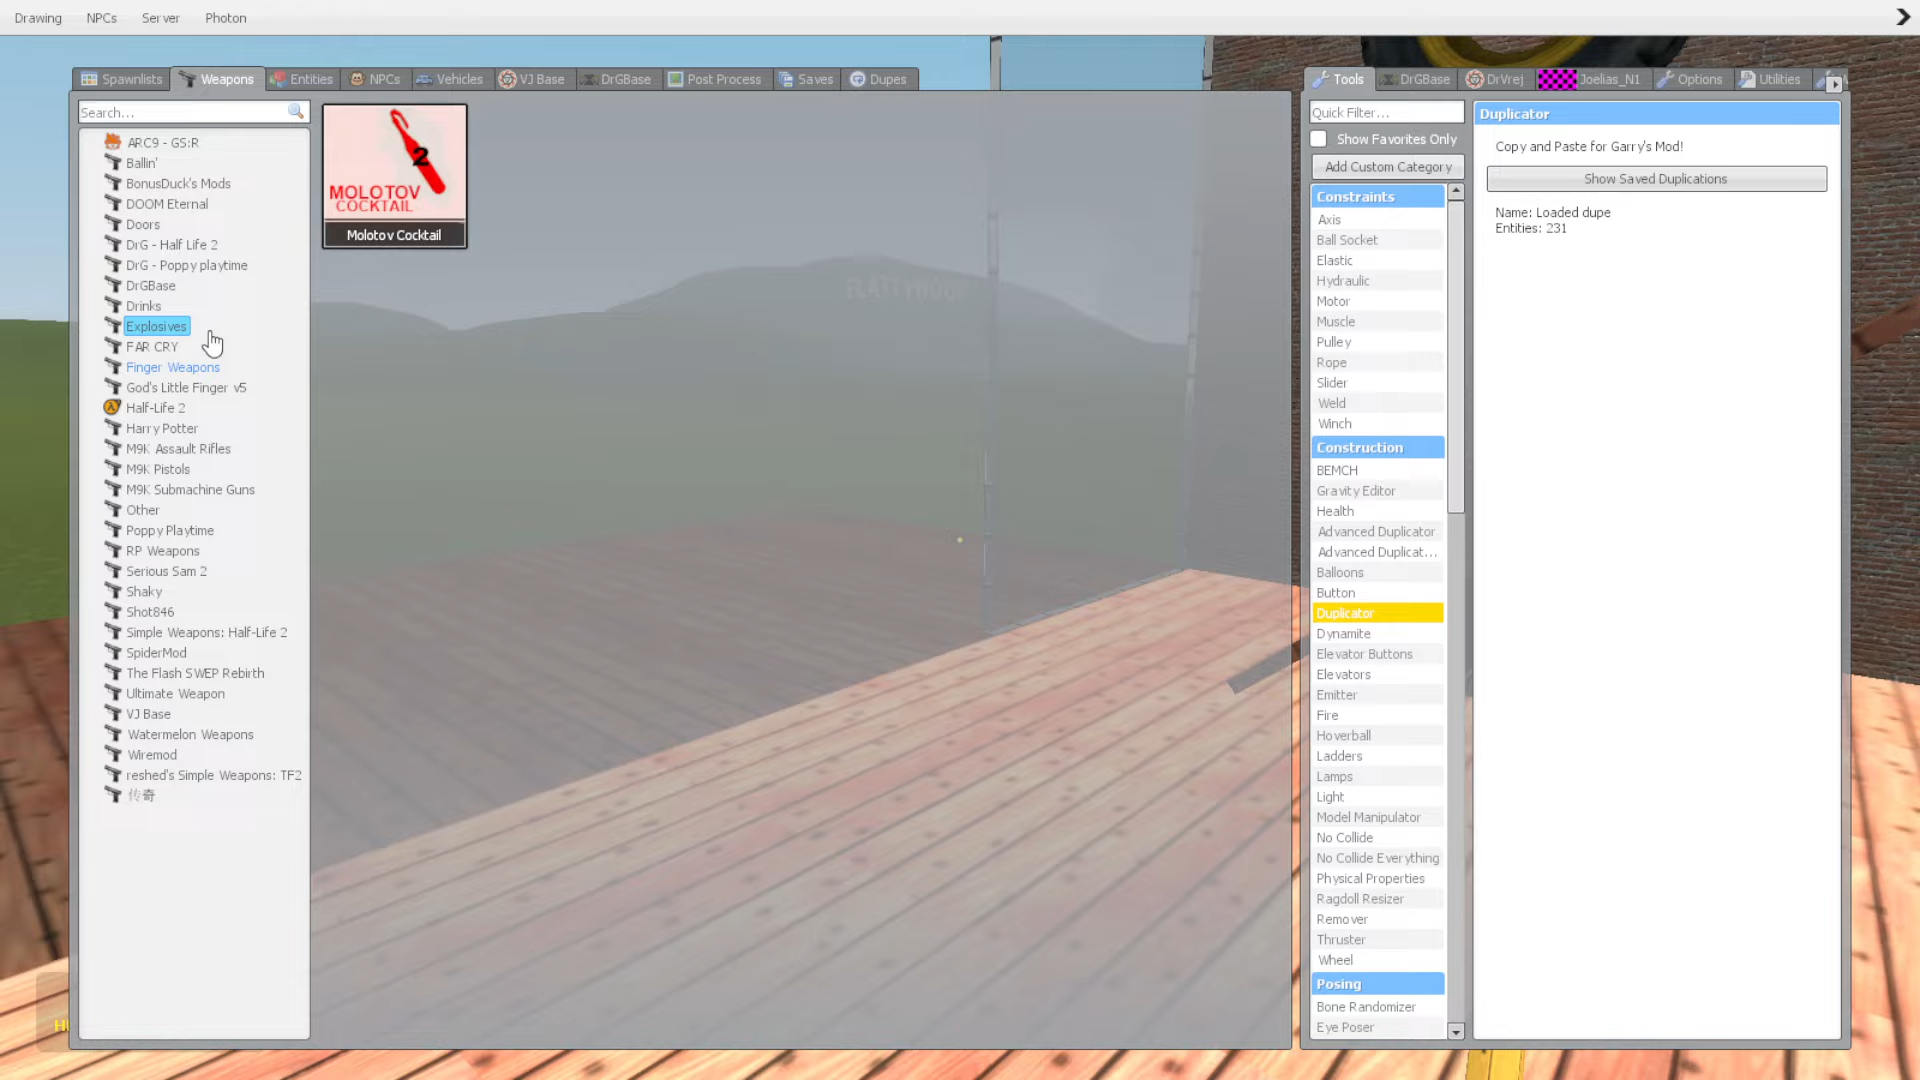 Drawing NPCs Server Photon
Spawnlists Weapons Entities NPCs Vehicles VJ Base DrGBase Post Process Saves Dupes
Search...
ARC9 - GS:R
Ballin'
BonusDuck's Mods
DOOM Eternal
Doors
DrG - Half Life 2
DrG - Poppy playtime
DrGBase
Drinks
Explosives
FAR CRY
Finger Weapons
God's Little Finger v5
Half-Life 2
Harry Potter
M9K Assault Rifles
M9K Pistols
M9K Submachine Guns
Other
Poppy Playtime
RP Weapons
Serious Sam 2
Shaky
Shot846
Simple Weapons: Half-Life 2
SpiderMod
The Flash SWEP Rebirth
Ultimate Weapon
VJ Base
Watermelon Weapons
Wiremod
reshed's Simple Weapons: TF2
传奇
2
MOLOTOV
COCKTAIL
Molotov Cocktail
FLATTYWOOD
Tools DrGBase DrVrej Joelias_N1 Options Utilities
Quick Filter...
Show Favorites Only
Add Custom Category
Constraints
Axis
Ball Socket
Elastic
Hydraulic
Motor
Muscle
Pulley
Rope
Slider
Weld
Winch
Construction
BEMCH
Gravity Editor
Health
Advanced Duplicator
Advanced Duplicat...
Balloons
Button
Duplicator
Dynamite
Elevator Buttons
Elevators
Emitter
Fire
Hoverball
Ladders
Lamps
Light
Model Manipulator
No Collide
No Collide Everything
Physical Properties
Ragdoll Resizer
Remover
Thruster
Wheel
Posing
Bone Randomizer
Eye Poser
Duplicator
Copy and Paste for Garry's Mod!
Show Saved Duplications
Name: Loaded dupe
Entities: 231